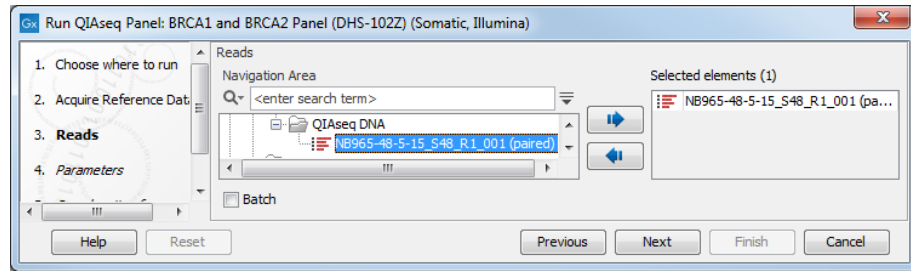 Gx Run QIAseq Panel: BRCA1 and BRCA2 Panel (DHS-102Z) (Somatic, Illumina)
1. Choose where to run
2. Acquire Reference Dat
3. Reads
4. Parameters
Reads
Navigation Area
<enter search term>
QIAseq DNA
NB965-48-5-15_S48_R1_001 (paired)
Batch
Selected elements (1)
NB965-48-5-15_S48_R1_001 (pa...
Help
Reset
Previous
Next
Finish
Cancel